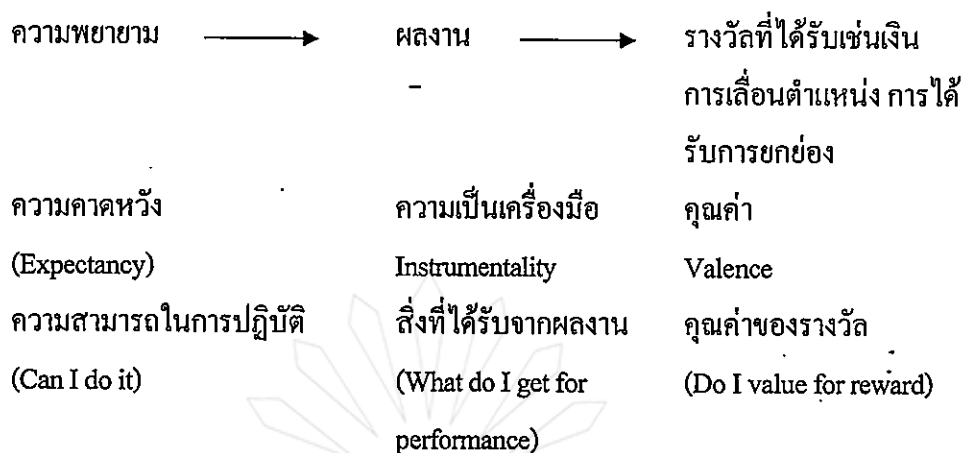 ความพยายาม ⟶ ผลงาน ⟶ รางวัลที่ได้รับเช่นเงิน
- การเลื่อนตำแหน่ง การได้
รับการยกย่อง
ความคาดหวัง ความเป็นเครื่องมือ คุณค่า
(Expectancy) Instrumentality Valence
ความสามารถในการปฏิบัติ สิ่งที่ได้รับจากผลงาน คุณค่าของรางวัล
(Can I do it) (What do I get for (Do I value for reward)
performance)